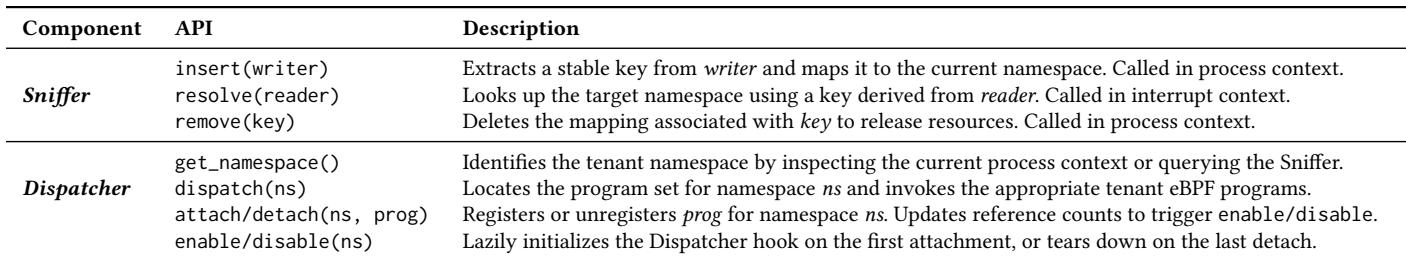 Component API Description
insert(writer) Extracts a stable key from writer and maps it to the current namespace. Called in process context.
Sniffer resolve(reader) Looks up the target namespace using a key derived from reader. Called in interrupt context.
remove(key) Deletes the mapping associated with key to release resources. Called in process context.
get_namespace() Identifies the tenant namespace by inspecting the current process context or querying the Sniffer.
Dispatcher dispatch(ns) Locates the program set for namespace ns and invokes the appropriate tenant eBPF programs.
attach/detach(ns, prog) Registers or unregisters prog for namespace ns. Updates reference counts to trigger enable/disable.
enable/disable(ns) Lazily initializes the Dispatcher hook on the first attachment, or tears down on the last detach.